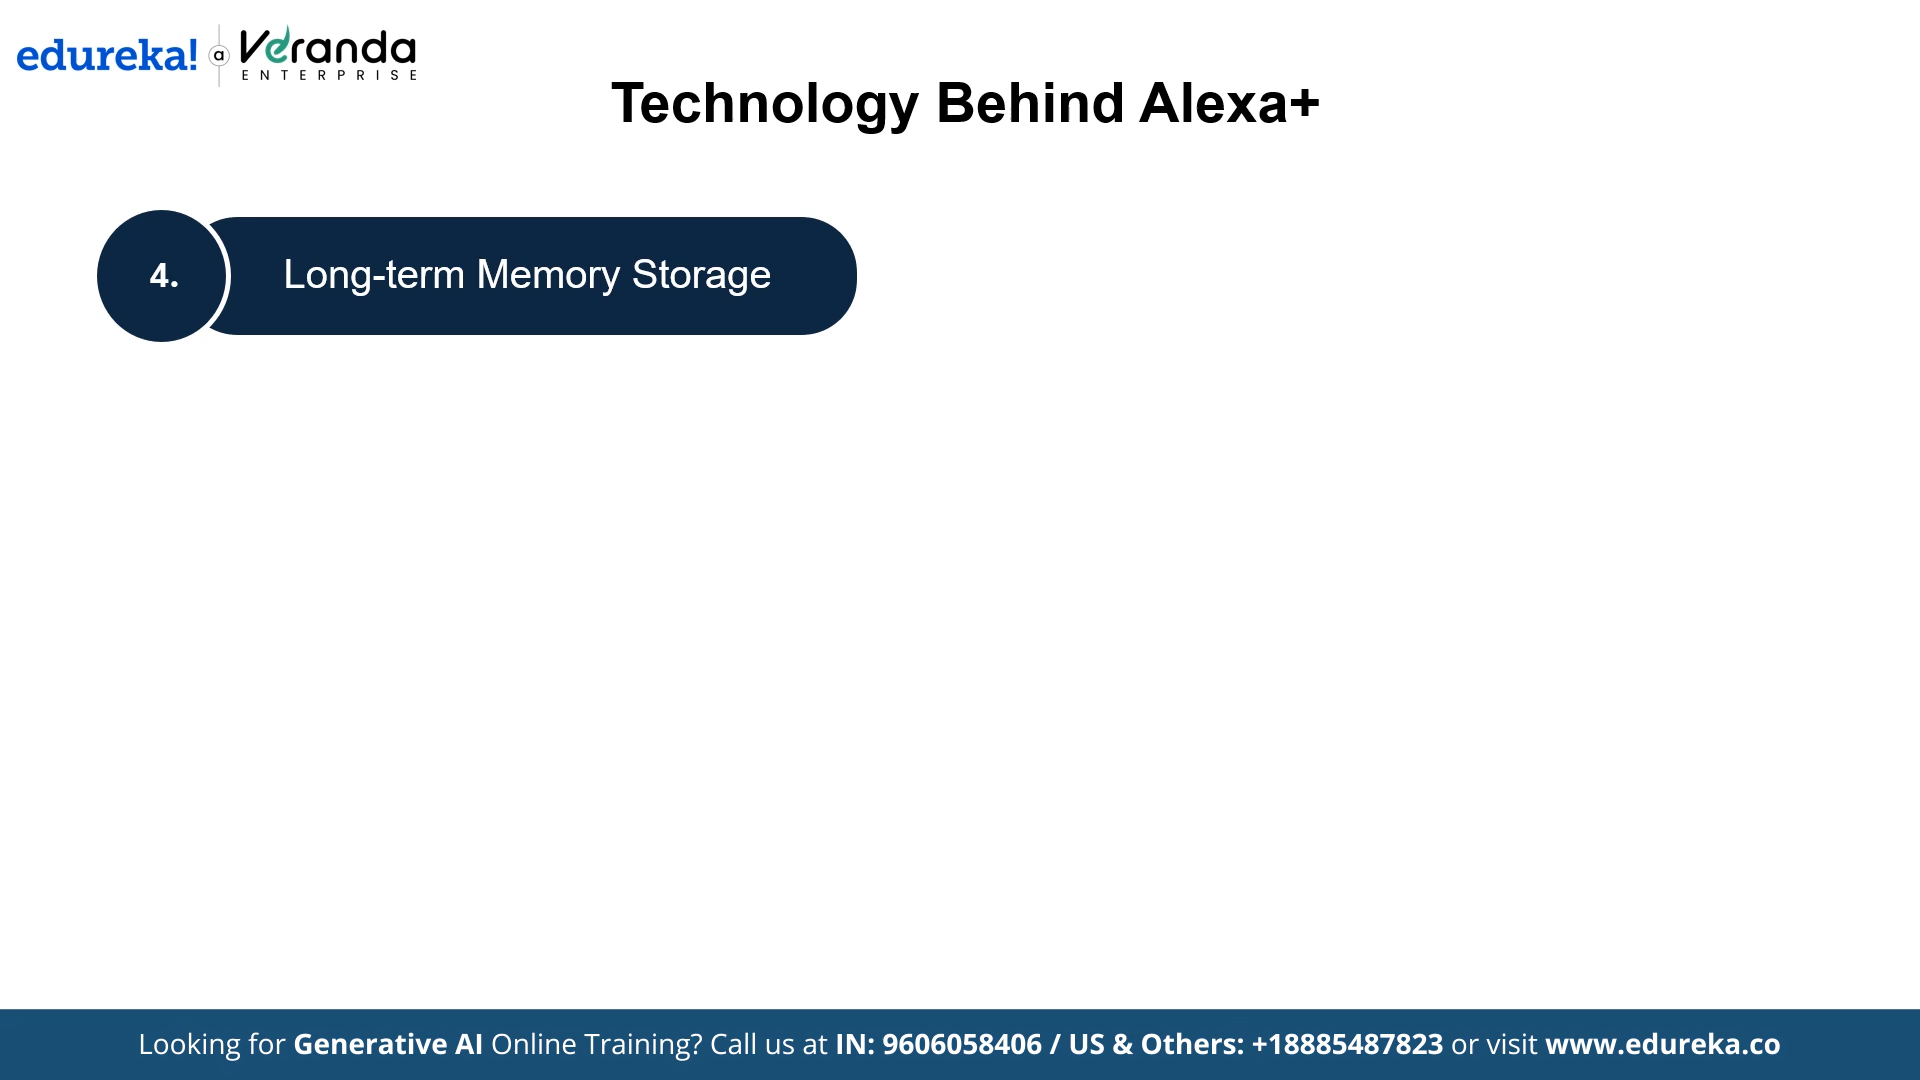 edureka! a Veranda
ENTERPRISE
Technology Behind Alexa+
4. Long-term Memory Storage
Looking for Generative AI Online Training? Call us at IN: 9606058406 / US & Others: +18885487823 or visit www.edureka.co